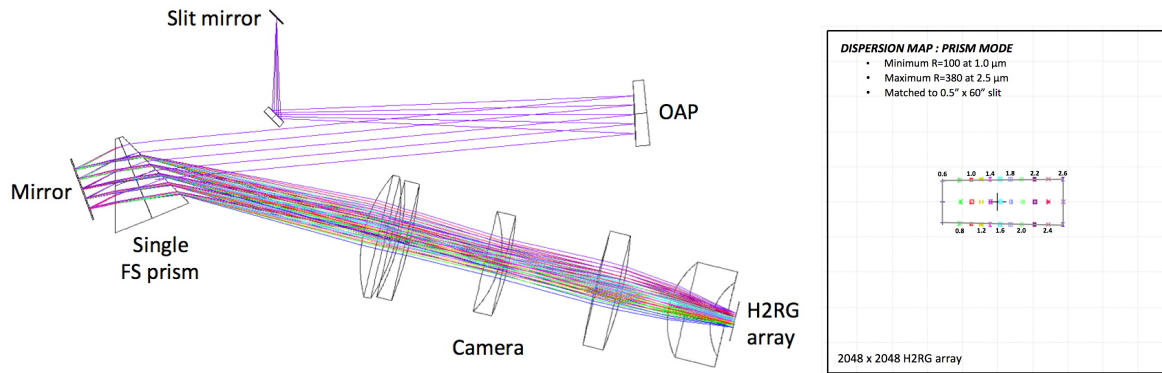 Slit mirror
OAP
Mirror
Single
FS prism
Camera
H2RG
array
DISPERSION MAP : PRISM MODE
• Minimum R=100 at 1.0 μm
• Maximum R=380 at 2.5 μm
• Matched to 0.5” x 60” slit
0.6 1.0 1.4 1.8 2.2 2.6
0.8 1.2 1.6 2.0 2.4
2048 x 2048 H2RG array